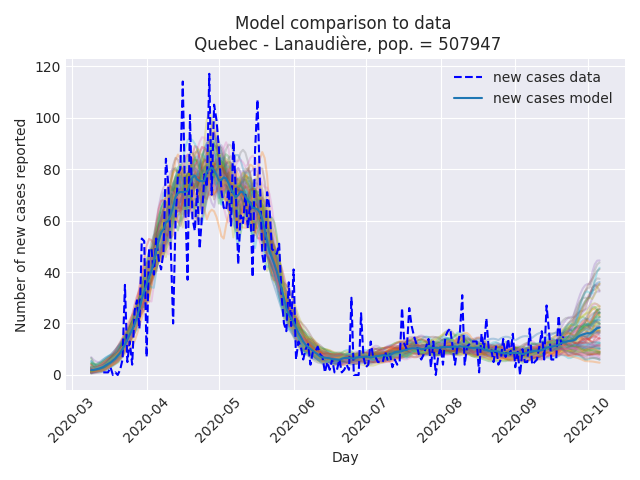 Model comparison to data
Quebec - Lanaudière, pop. = 507947
new cases data
new cases model
Number of new cases reported
120
100
80
60
40
20
0
2020-03
2020-04
2020-05
2020-06
2020-07
2020-08
2020-09
2020-10
Day